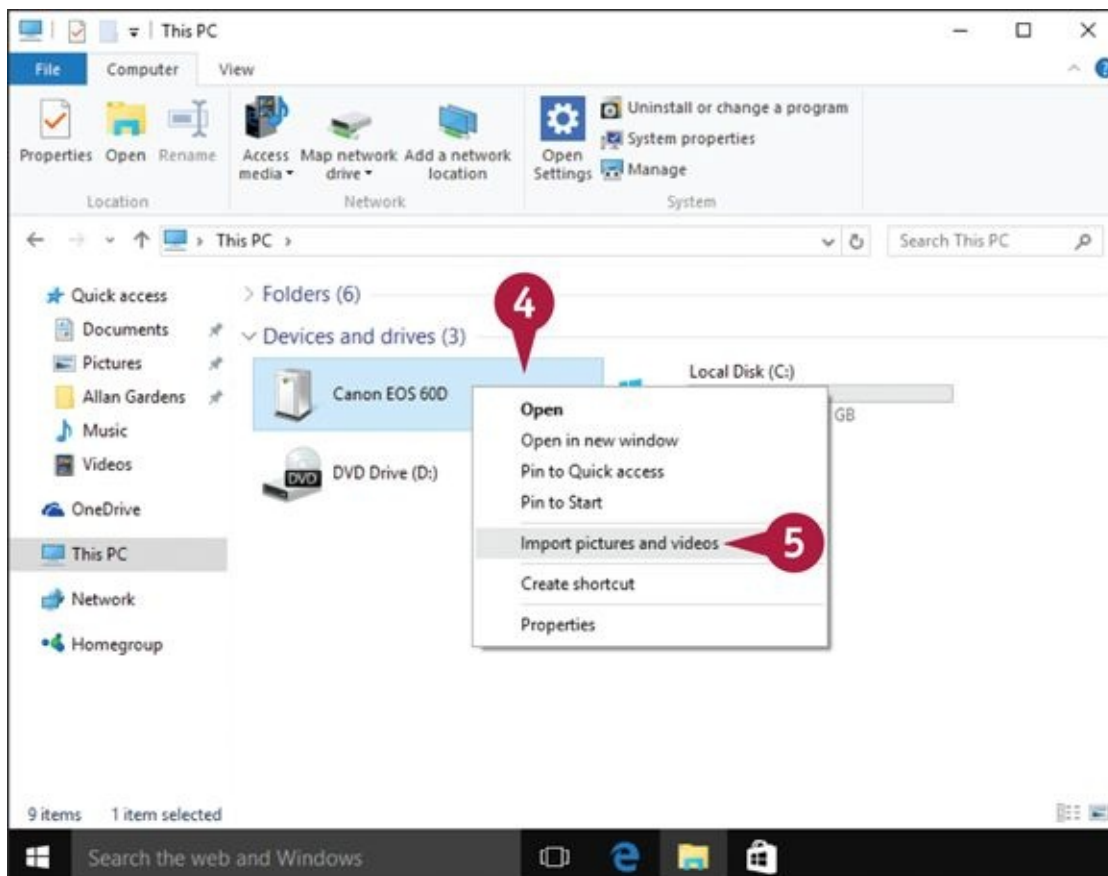 This PC
File Computer View
Properties Open Rename
Access media
Map network drive
Add a network location
Open Settings
Uninstall or change a program
System properties
Manage
Location Network System
This PC
Search This PC
Quick access
Documents
Pictures
Allan Gardens
Music
Videos
OneDrive
This PC
Network
Homegroup
Folders (6)
4
Devices and drives (3)
Canon EOS 60D
Local Disk (C:)
GB
DVD
DVD Drive (D:)
Open
Open in new window
Pin to Quick access
Pin to Start
Import pictures and videos
5
Create shortcut
Properties
9 items 1 item selected
Search the web and Windows